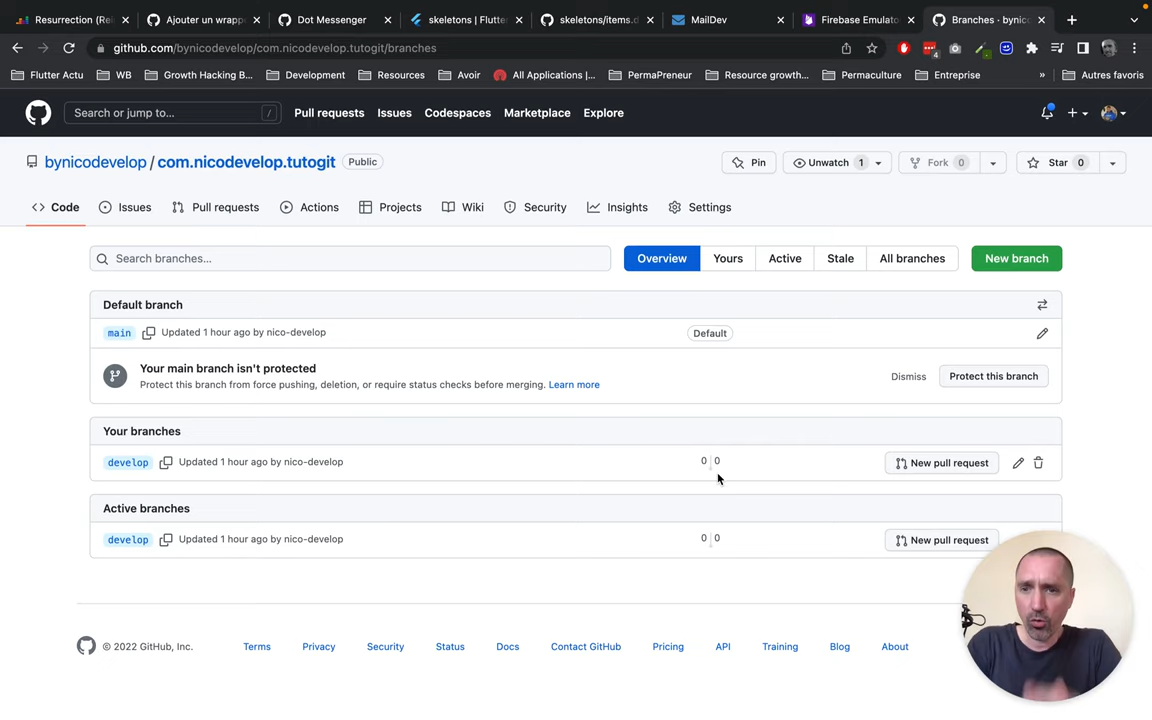 Resurrection (Rel
Ajouter un wrappe
Dot Messenger
skeletons | Flutter
skeletons/items.d
MailDev
Firebase Emulato
Branches · bynico
github.com/bynicodevelop/com.nicodevelop.tutogit/branches
4
Flutter Actu
WB
Growth Hacking B...
Development
Resources
Avoir
All Applications |...
PermaPreneur
Resource growth...
Permaculture
Entreprise
»
Autres favoris
Search or jump to...
/
Pull requests
Issues
Codespaces
Marketplace
Explore
bynicodevelop / com.nicodevelop.tutogit
Public
Pin
Unwatch 1
Fork 0
Star 0
Code
Issues
Pull requests
Actions
Projects
Wiki
Security
Insights
Settings
Search branches...
Overview
Yours
Active
Stale
All branches
New branch
Default branch
main Updated 1 hour ago by nico-develop
Default
Your main branch isn't protected
Protect this branch from force pushing, deletion, or require status checks before merging. Learn more
Dismiss
Protect this branch
Your branches
develop Updated 1 hour ago by nico-develop
0 | 0
New pull request
Active branches
develop Updated 1 hour ago by nico-develop
0 | 0
New pull request
© 2022 GitHub, Inc.
Terms
Privacy
Security
Status
Docs
Contact GitHub
Pricing
API
Training
Blog
About